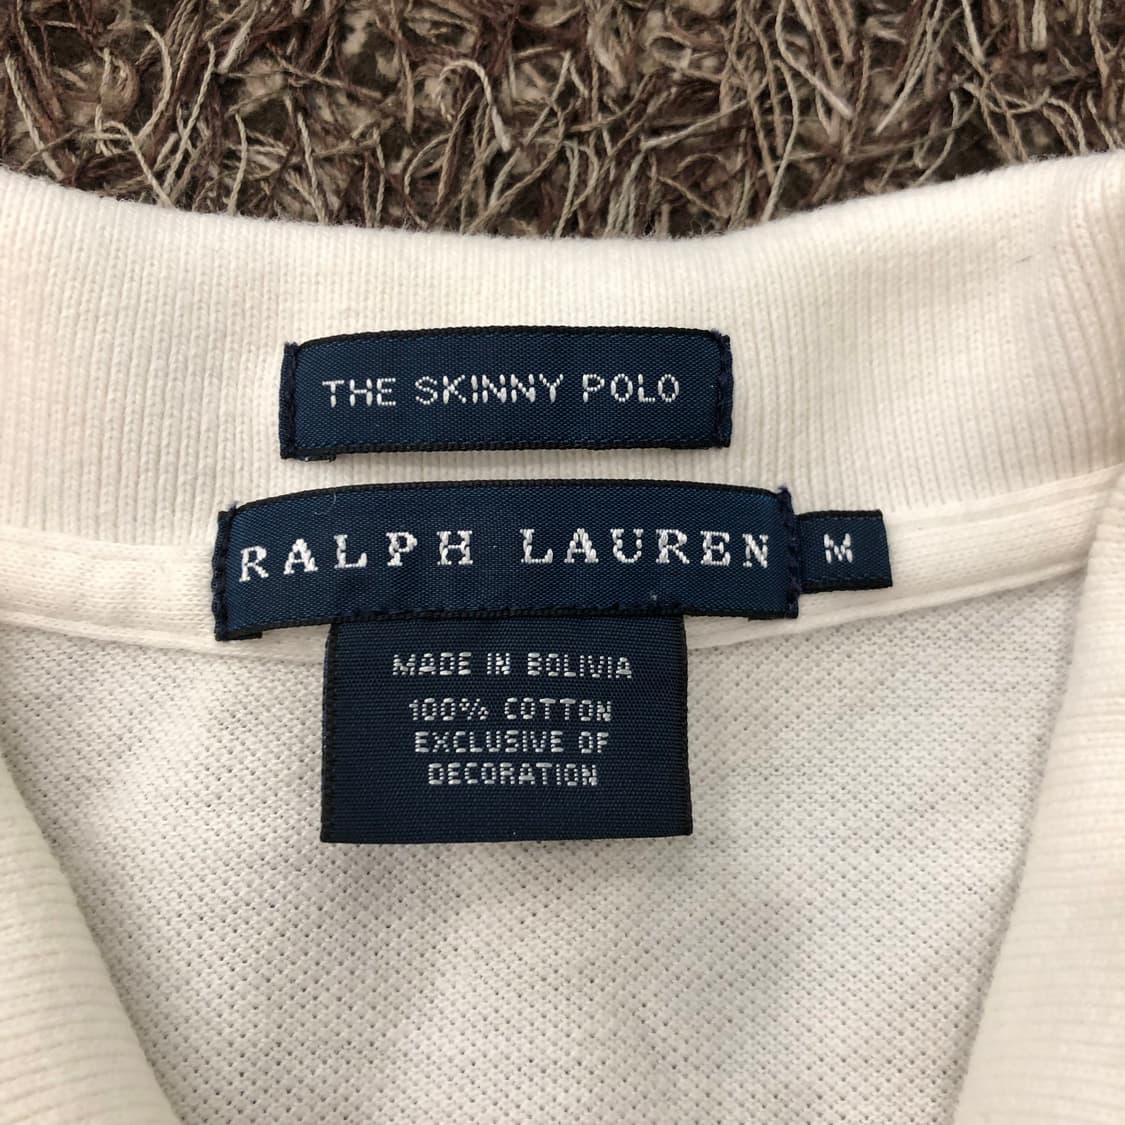 THE SKINNY POLO
RALPH LAUREN
M
MADE IN BOLIVIA
100% COTTON
EXCLUSIVE OF
DECORATION